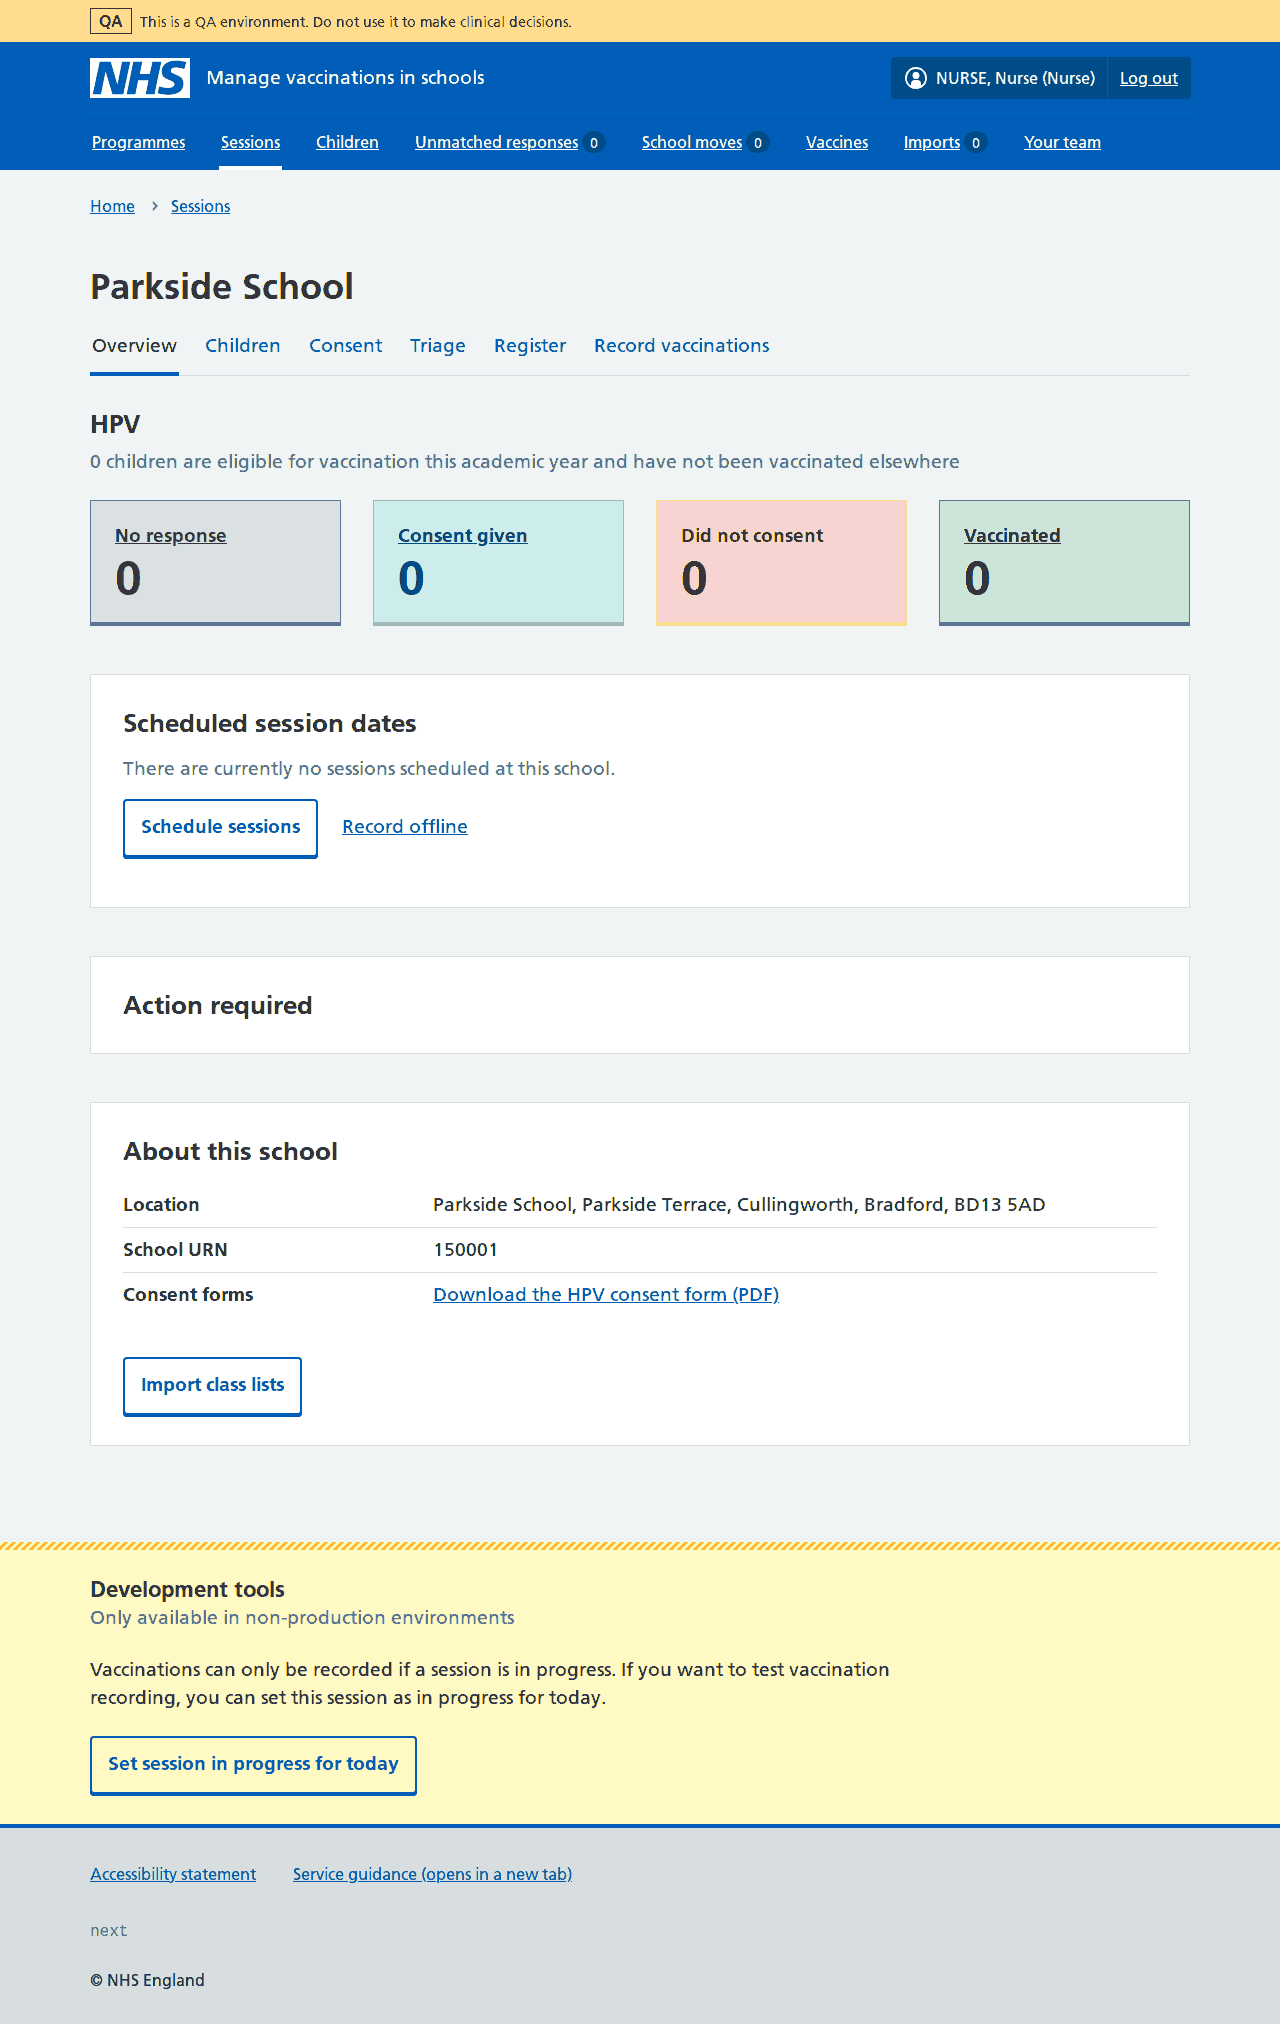 QA This is a QA environment. Do not use it to make clinical decisions.
NHS Manage vaccinations in schools NURSE, Nurse (Nurse) Log out
Programmes Sessions Children Unmatched responses 0 School moves 0 Vaccines Imports 0 Your team
Home › Sessions
Parkside School
Overview Children Consent Triage Register Record vaccinations
HPV
0 children are eligible for vaccination this academic year and have not been vaccinated elsewhere
No response Consent given Did not consent Vaccinated
0 0 0 0
Scheduled session dates
There are currently no sessions scheduled at this school.
Schedule sessions Record offline
Action required
About this school
Location Parkside School, Parkside Terrace, Cullingworth, Bradford, BD13 5AD
School URN 150001
Consent forms Download the HPV consent form (PDF)
Import class lists
Development tools
Only available in non-production environments
Vaccinations can only be recorded if a session is in progress. If you want to test vaccination
recording, you can set this session as in progress for today.
Set session in progress for today
Accessibility statement Service guidance (opens in a new tab)
next
© NHS England